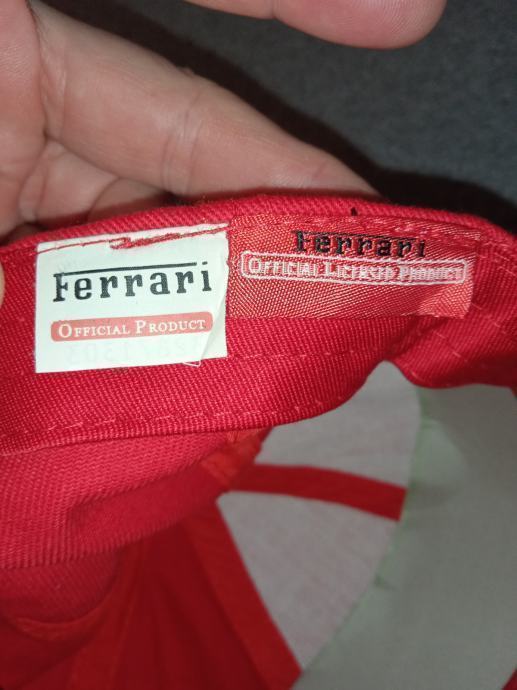 Ferrari
OFFICIAL PRODUCT
Ferrari
OFFICIAL LICENSED PRODUCT